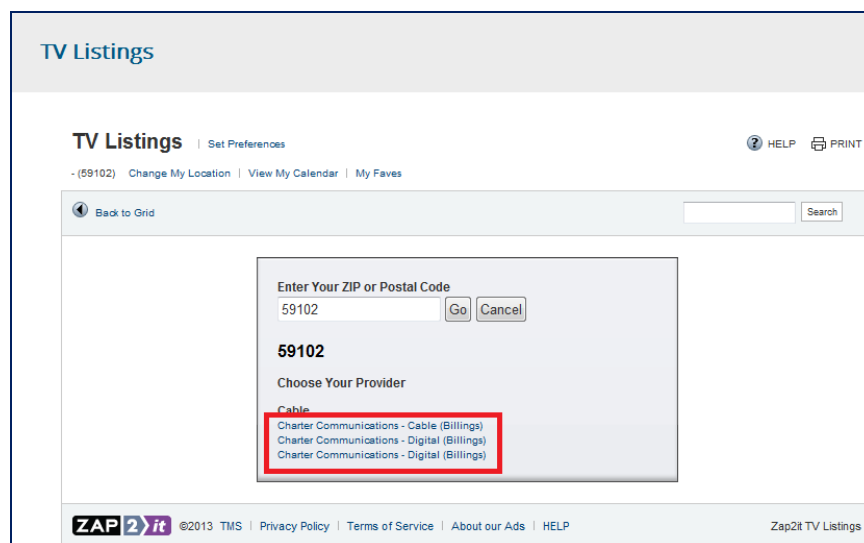 TV Listings
TV Listings | Set Preferences
HELP PRINT
- (59102) Change My Location | View My Calendar | My Faves
Back to Grid
Search
Enter Your ZIP or Postal Code
59102 Go Cancel
59102
Choose Your Provider
Cable
Charter Communications - Cable (Billings)
Charter Communications - Digital (Billings)
Charter Communications - Digital (Billings)
ZAP2it ©2013 TMS | Privacy Policy | Terms of Service | About our Ads | HELP Zap2it TV Listings